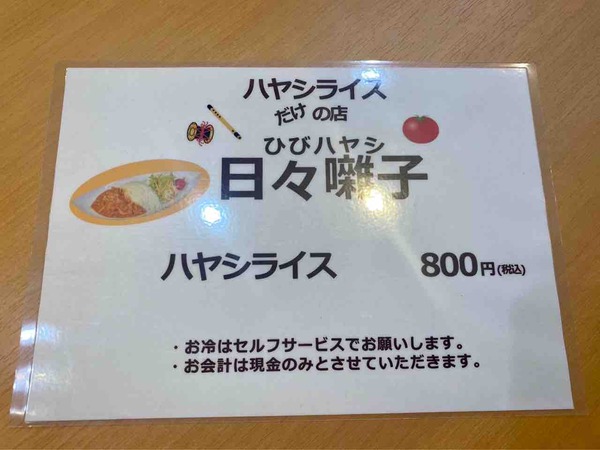 ハヤシライス
だけの店
ひびハヤシ
日々囃子
ハヤシライス 800円(税込)
・お冷はセルフサービスでお願いします。
・お会計は現金のみとさせていただきます。